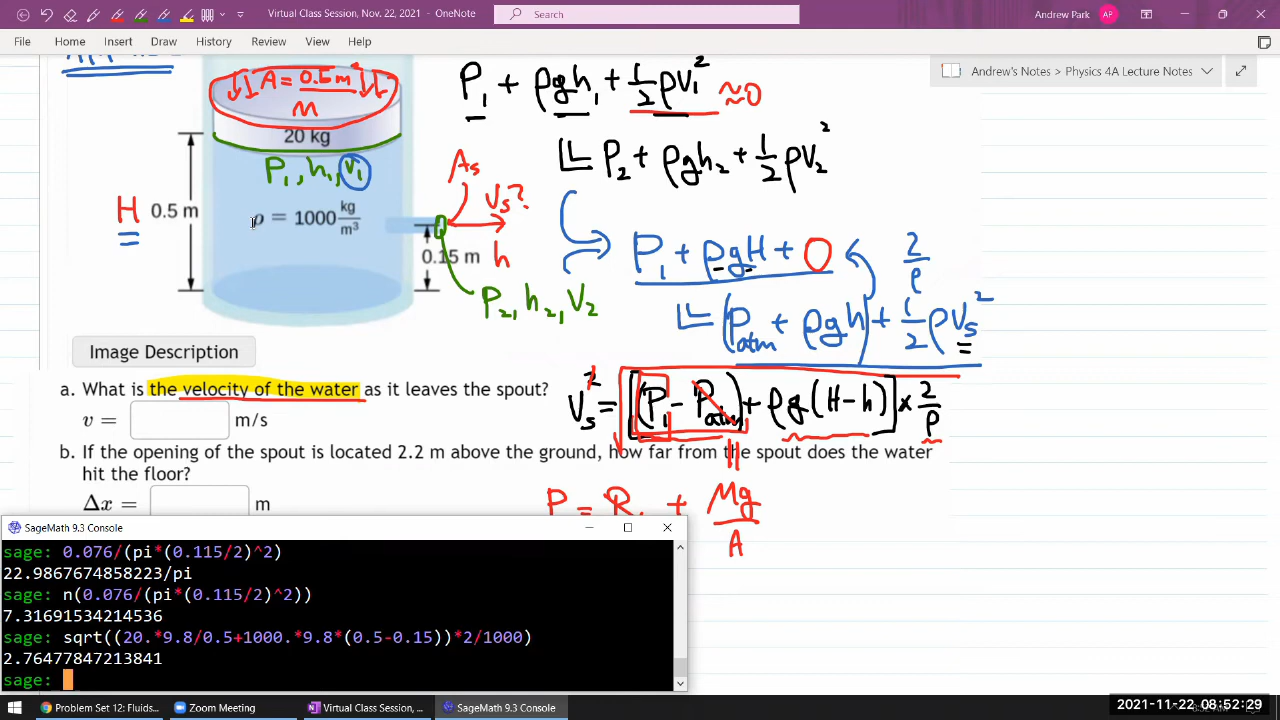 Virtual Class Session, Nov 22, 2021 - OneNote
Search
Andrew Park
AP
File Home Insert Draw History Review View Help
Andrew's Notes > Physics 4A Lecture Notes
A = 0.5 m²
M
20 kg
P₁, h₁, v₁
H
0.5 m
ρ = 1000 kg/m³
As
Vs?
0.15 m
h
P₂, h₂, V₂
P₁ + ρgh₁ + ½ρV₁² ≈0
P₂ + ρgh₂ + ½ρV₂²
P₁ + ρgH + 0
2/ρ
(Patm + ρgh) + ½ρVs²
Vs² = [(P₁ - Patm) + ρg(H-h)] × 2/ρ
Image Description
a. What is the velocity of the water as it leaves the spout?
v = m/s
b. If the opening of the spout is located 2.2 m above the ground, how far from the spout does the water
hit the floor?
Δx = m
+ Mg/A
SageMath 9.3 Console
sage: 0.076/(pi*(0.115/2)^2)
22.9867674858223/pi
sage: n(0.076/(pi*(0.115/2)^2))
7.31691534214536
sage: sqrt((20.*9.8/0.5+1000.*9.8*(0.5-0.15))*2/1000)
2.76477847213841
sage:
Problem Set 12: Fluids...
Zoom Meeting
Virtual Class Session, ...
SageMath 9.3 Console
2021-11-22 08:52:29